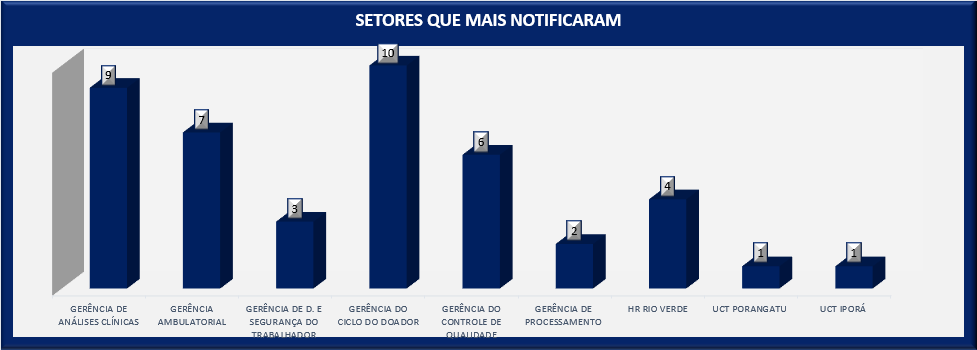 SETORES QUE MAIS NOTIFICARAM
9
7
3
10
6
2
4
1
1
GERÊNCIA DE
ANÁLISES CLÍNICAS
GERÊNCIA
AMBULATORIAL
GERÊNCIA DE D. E
SEGURANÇA DO
TRABALHADOR
GERÊNCIA DO
CICLO DO DOADOR
GERÊNCIA DO
CONTROLE DE
QUALIDADE
GERÊNCIA DE
PROCESSAMENTO
HR RIO VERDE
UCT PORANGATU
UCT IPORÁ